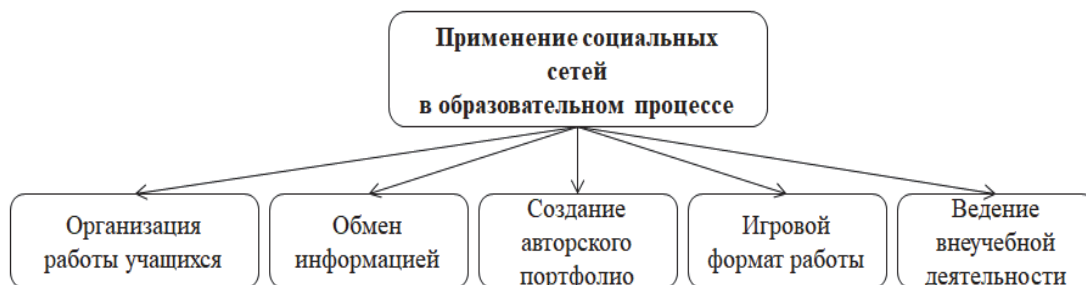 Применение социальных
сетей
в образовательном процессе
Организация
работы учащихся
Обмен
информацией
Создание
авторского
портфолио
Игровой
формат работы
Ведение
внеучебной
деятельности